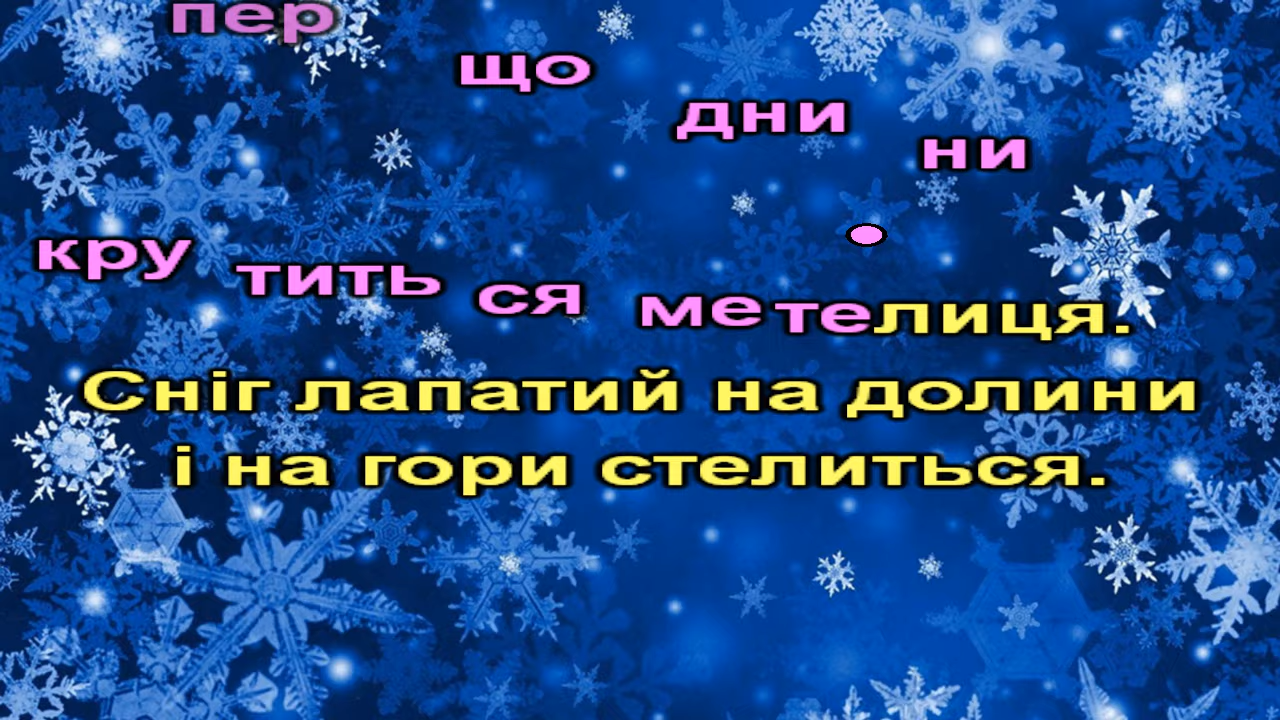 пер що дни ни
кру тить ся метелиця.
Сніг лапатий на долини
і на гори стелиться.